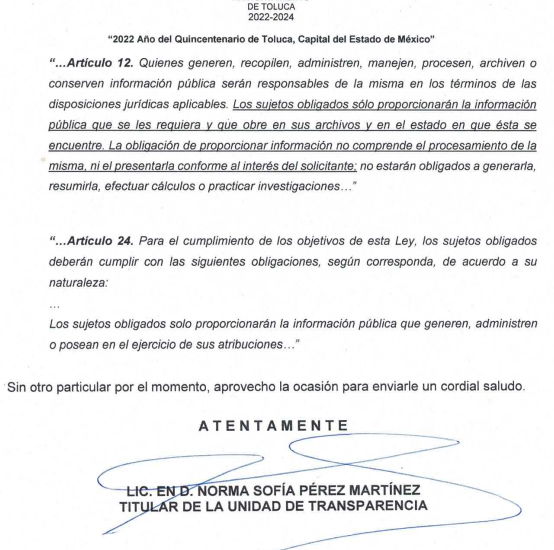 DE TOLUCA
2022-2024
“2022 Año del Quincentenario de Toluca, Capital del Estado de México”
“…Artículo 12. Quienes generen, recopilen, administren, manejen, procesen, archiven o
conserven información pública serán responsables de la misma en los términos de las
disposiciones jurídicas aplicables. Los sujetos obligados sólo proporcionarán la información
pública que se les requiera y que obre en sus archivos y en el estado en que ésta se
encuentre. La obligación de proporcionar información no comprende el procesamiento de la
misma, ni el presentarla conforme al interés del solicitante; no estarán obligados a generarla,
resumirla, efectuar cálculos o practicar investigaciones…”
“…Artículo 24. Para el cumplimiento de los objetivos de esta Ley, los sujetos obligados
deberán cumplir con las siguientes obligaciones, según corresponda, de acuerdo a su
naturaleza:
…
Los sujetos obligados solo proporcionarán la información pública que generen, administren
o posean en el ejercicio de sus atribuciones…”
Sin otro particular por el momento, aprovecho la ocasión para enviarle un cordial saludo.
A T E N T A M E N T E
LIC. EN D. NORMA SOFÍA PÉREZ MARTÍNEZ
TITULAR DE LA UNIDAD DE TRANSPARENCIA